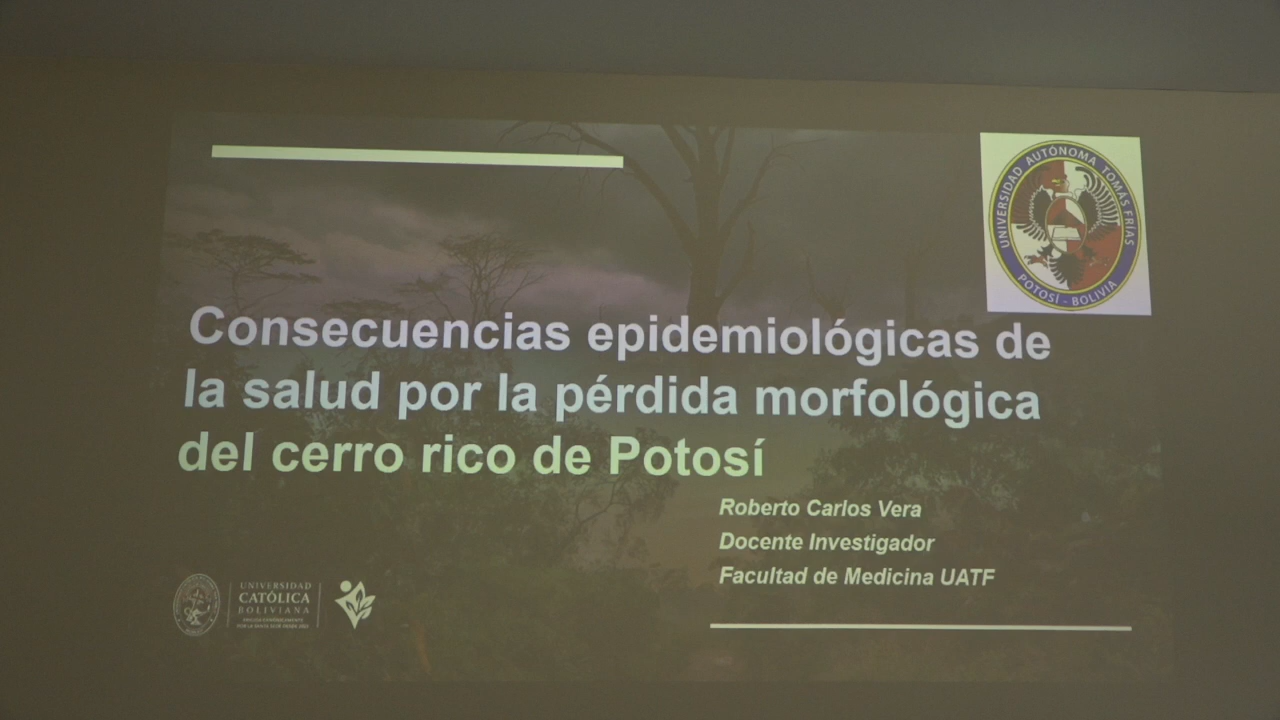 UNIVERSIDAD AUTÓNOMA TOMÁS FRÍAS
POTOSÍ - BOLIVIA
Consecuencias epidemiológicas de
la salud por la pérdida morfológica
del cerro rico de Potosí
Roberto Carlos Vera
Docente Investigador
Facultad de Medicina UATF
UNIVERSIDAD
CATÓLICA
BOLIVIANA